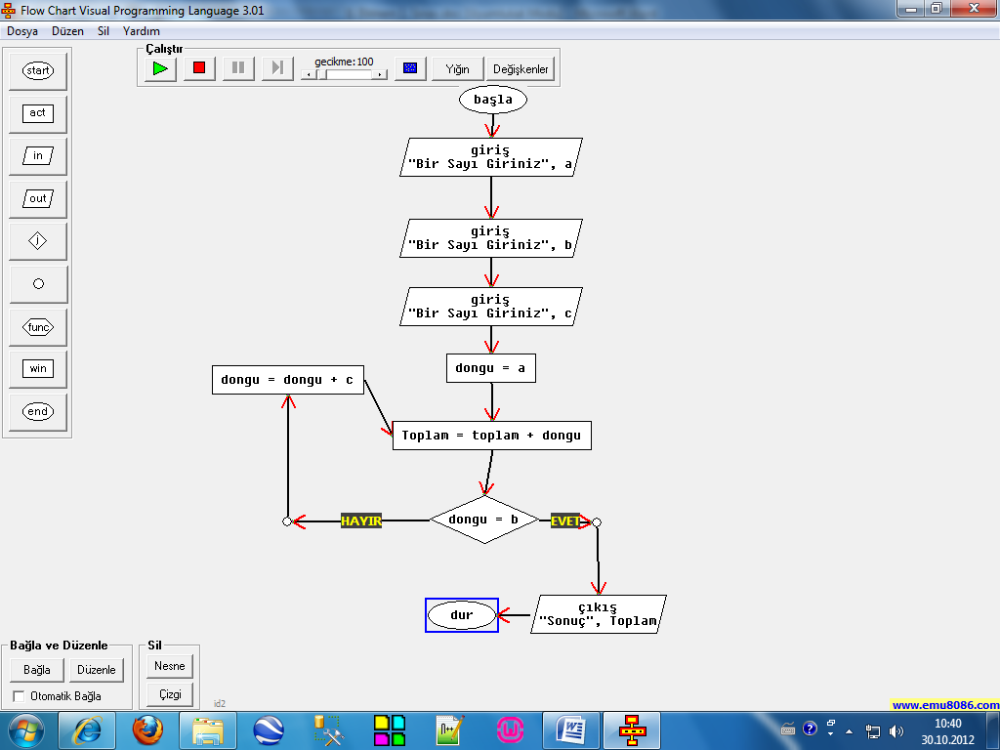 Flow Chart Visual Programming Language 3.01
Dosya Düzen Sil Yardım
Çalıştır
gecikme:100
Yığın
Değişkenler
start
act
in
out
j
func
win
end
başla
giriş
"Bir Sayı Giriniz", a
giriş
"Bir Sayı Giriniz", b
giriş
"Bir Sayı Giriniz", c
dongu = a
dongu = dongu + c
Toplam = toplam + dongu
dongu = b
HAYIR
EVET
çıkış
"Sonuç", Toplam
dur
Bağla ve Düzenle
Bağla
Düzenle
Otomatik Bağla
Sil
Nesne
Çizgi
id2
www.emu8086.com
10:40
30.10.2012